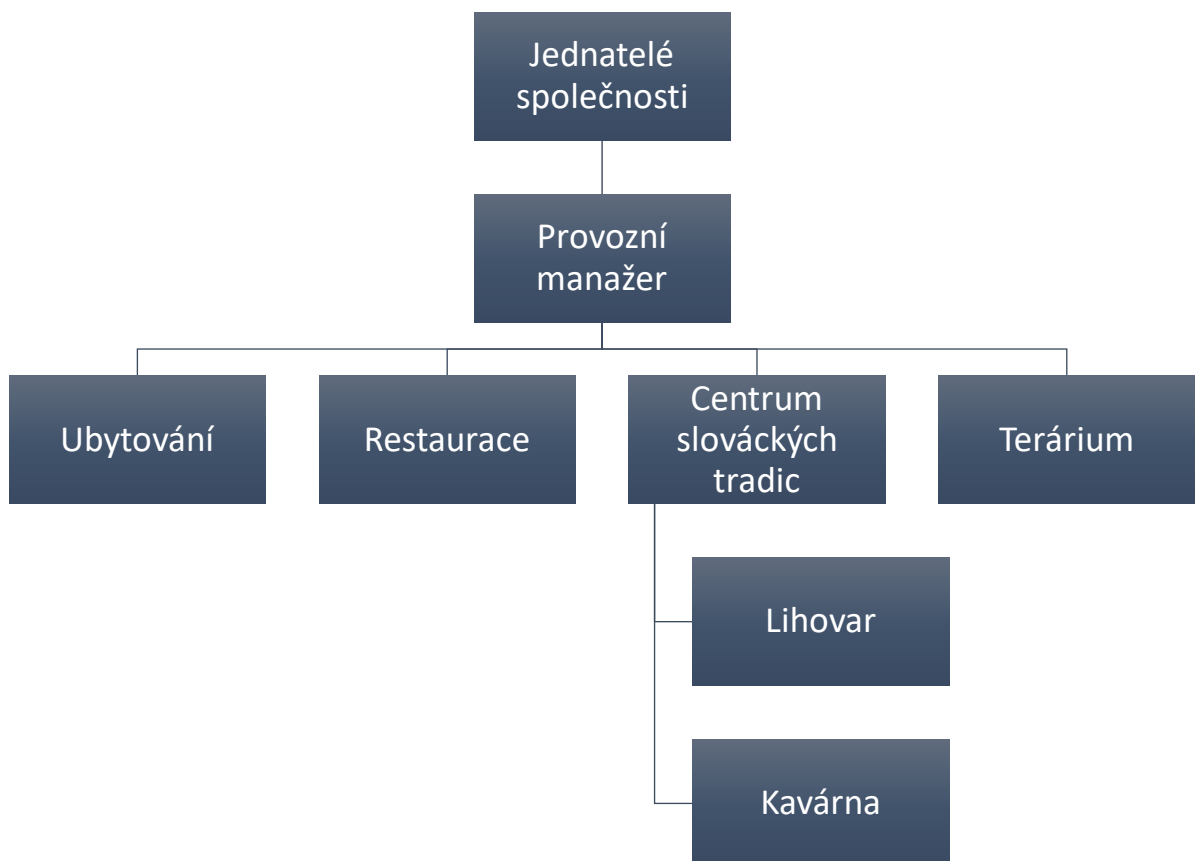 Jednatelé
společnosti
Provozní
manažer
Ubytování
Restaurace
Centrum
slováckých
tradic
Terárium
Lihovar
Kavárna